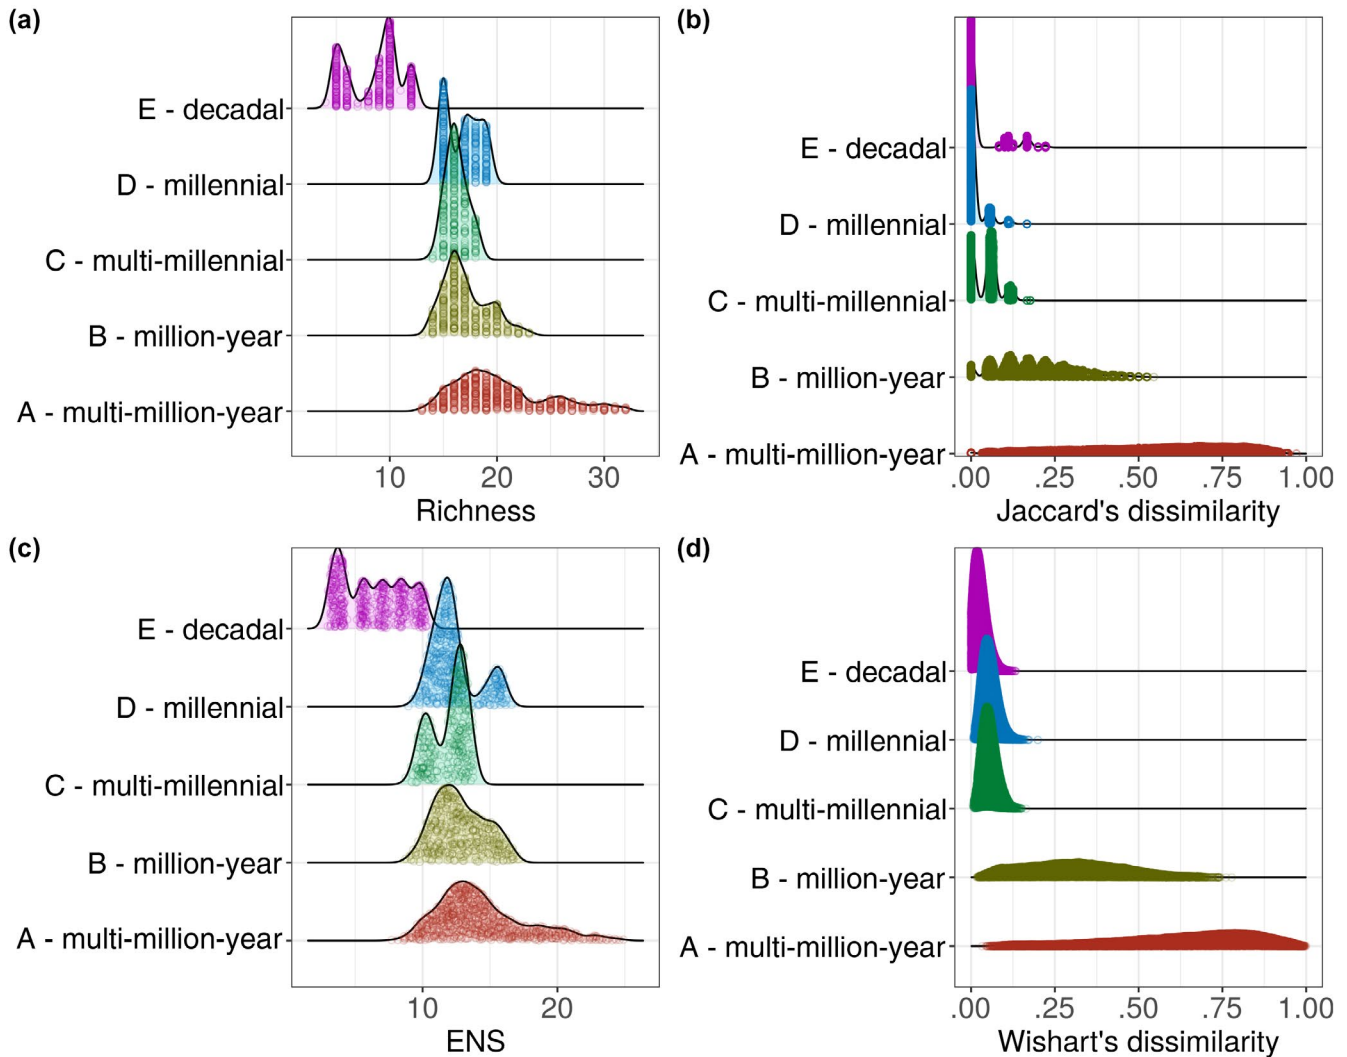 (a)
E - decadal
D - millennial
C - multi-millennial
B - million-year
A - multi-million-year
10 20 30
Richness
(b)
E - decadal
D - millennial
C - multi-millennial
B - million-year
A - multi-million-year
.00 .25 .50 .75 1.00
Jaccard's dissimilarity
(c)
E - decadal
D - millennial
C - multi-millennial
B - million-year
A - multi-million-year
10 20
ENS
(d)
E - decadal
D - millennial
C - multi-millennial
B - million-year
A - multi-million-year
.00 .25 .50 .75 1.00
Wishart's dissimilarity